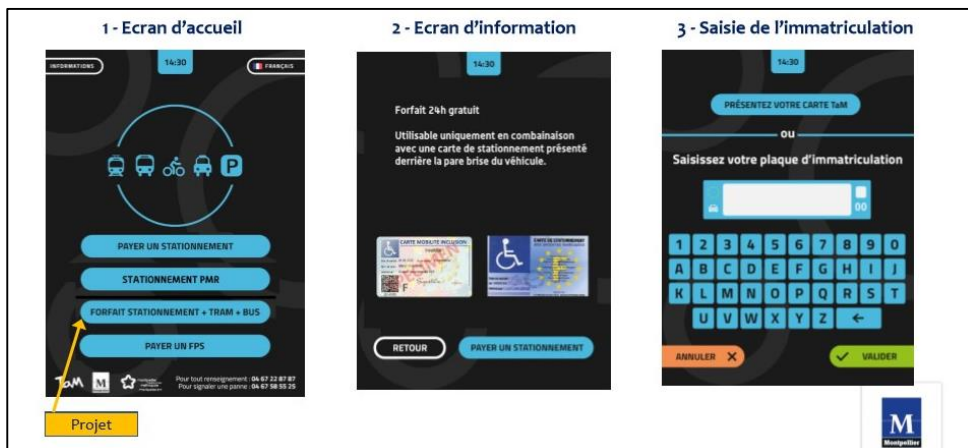 1 - Ecran d'accueil
INFORMATIONS
14:30
FRANÇAIS
P
PAYER UN STATIONNEMENT
STATIONNEMENT PMR
FORFAIT STATIONNEMENT + TRAM + BUS
PAYER UN FPS
TaM
M
Pour tout renseignement : 04 67 22 87 87
Pour signaler une panne : 04 67 58 55 25
Projet
2 - Ecran d'information
14:30
Forfait 24h gratuit
Utilisable uniquement en combainaison
avec une carte de stationnement présenté
derrière la pare brise du véhicule.
CARTE MOBILITE INCLUSION
SPECIMEN
F
CARTE DE STATIONNEMENT
F
RETOUR
PAYER UN STATIONNEMENT
3 - Saisie de l'immatriculation
14:30
PRÉSENTEZ VOTRE CARTE TaM
ou
Saisissez votre plaque d'immatriculation
00
1 2 3 4 5 6 7 8 9 0
A B C D E F G H I J
K L M N O P Q R S T
U V W X Y Z ←
ANNULER X
✓ VALIDER
M
Montpellier